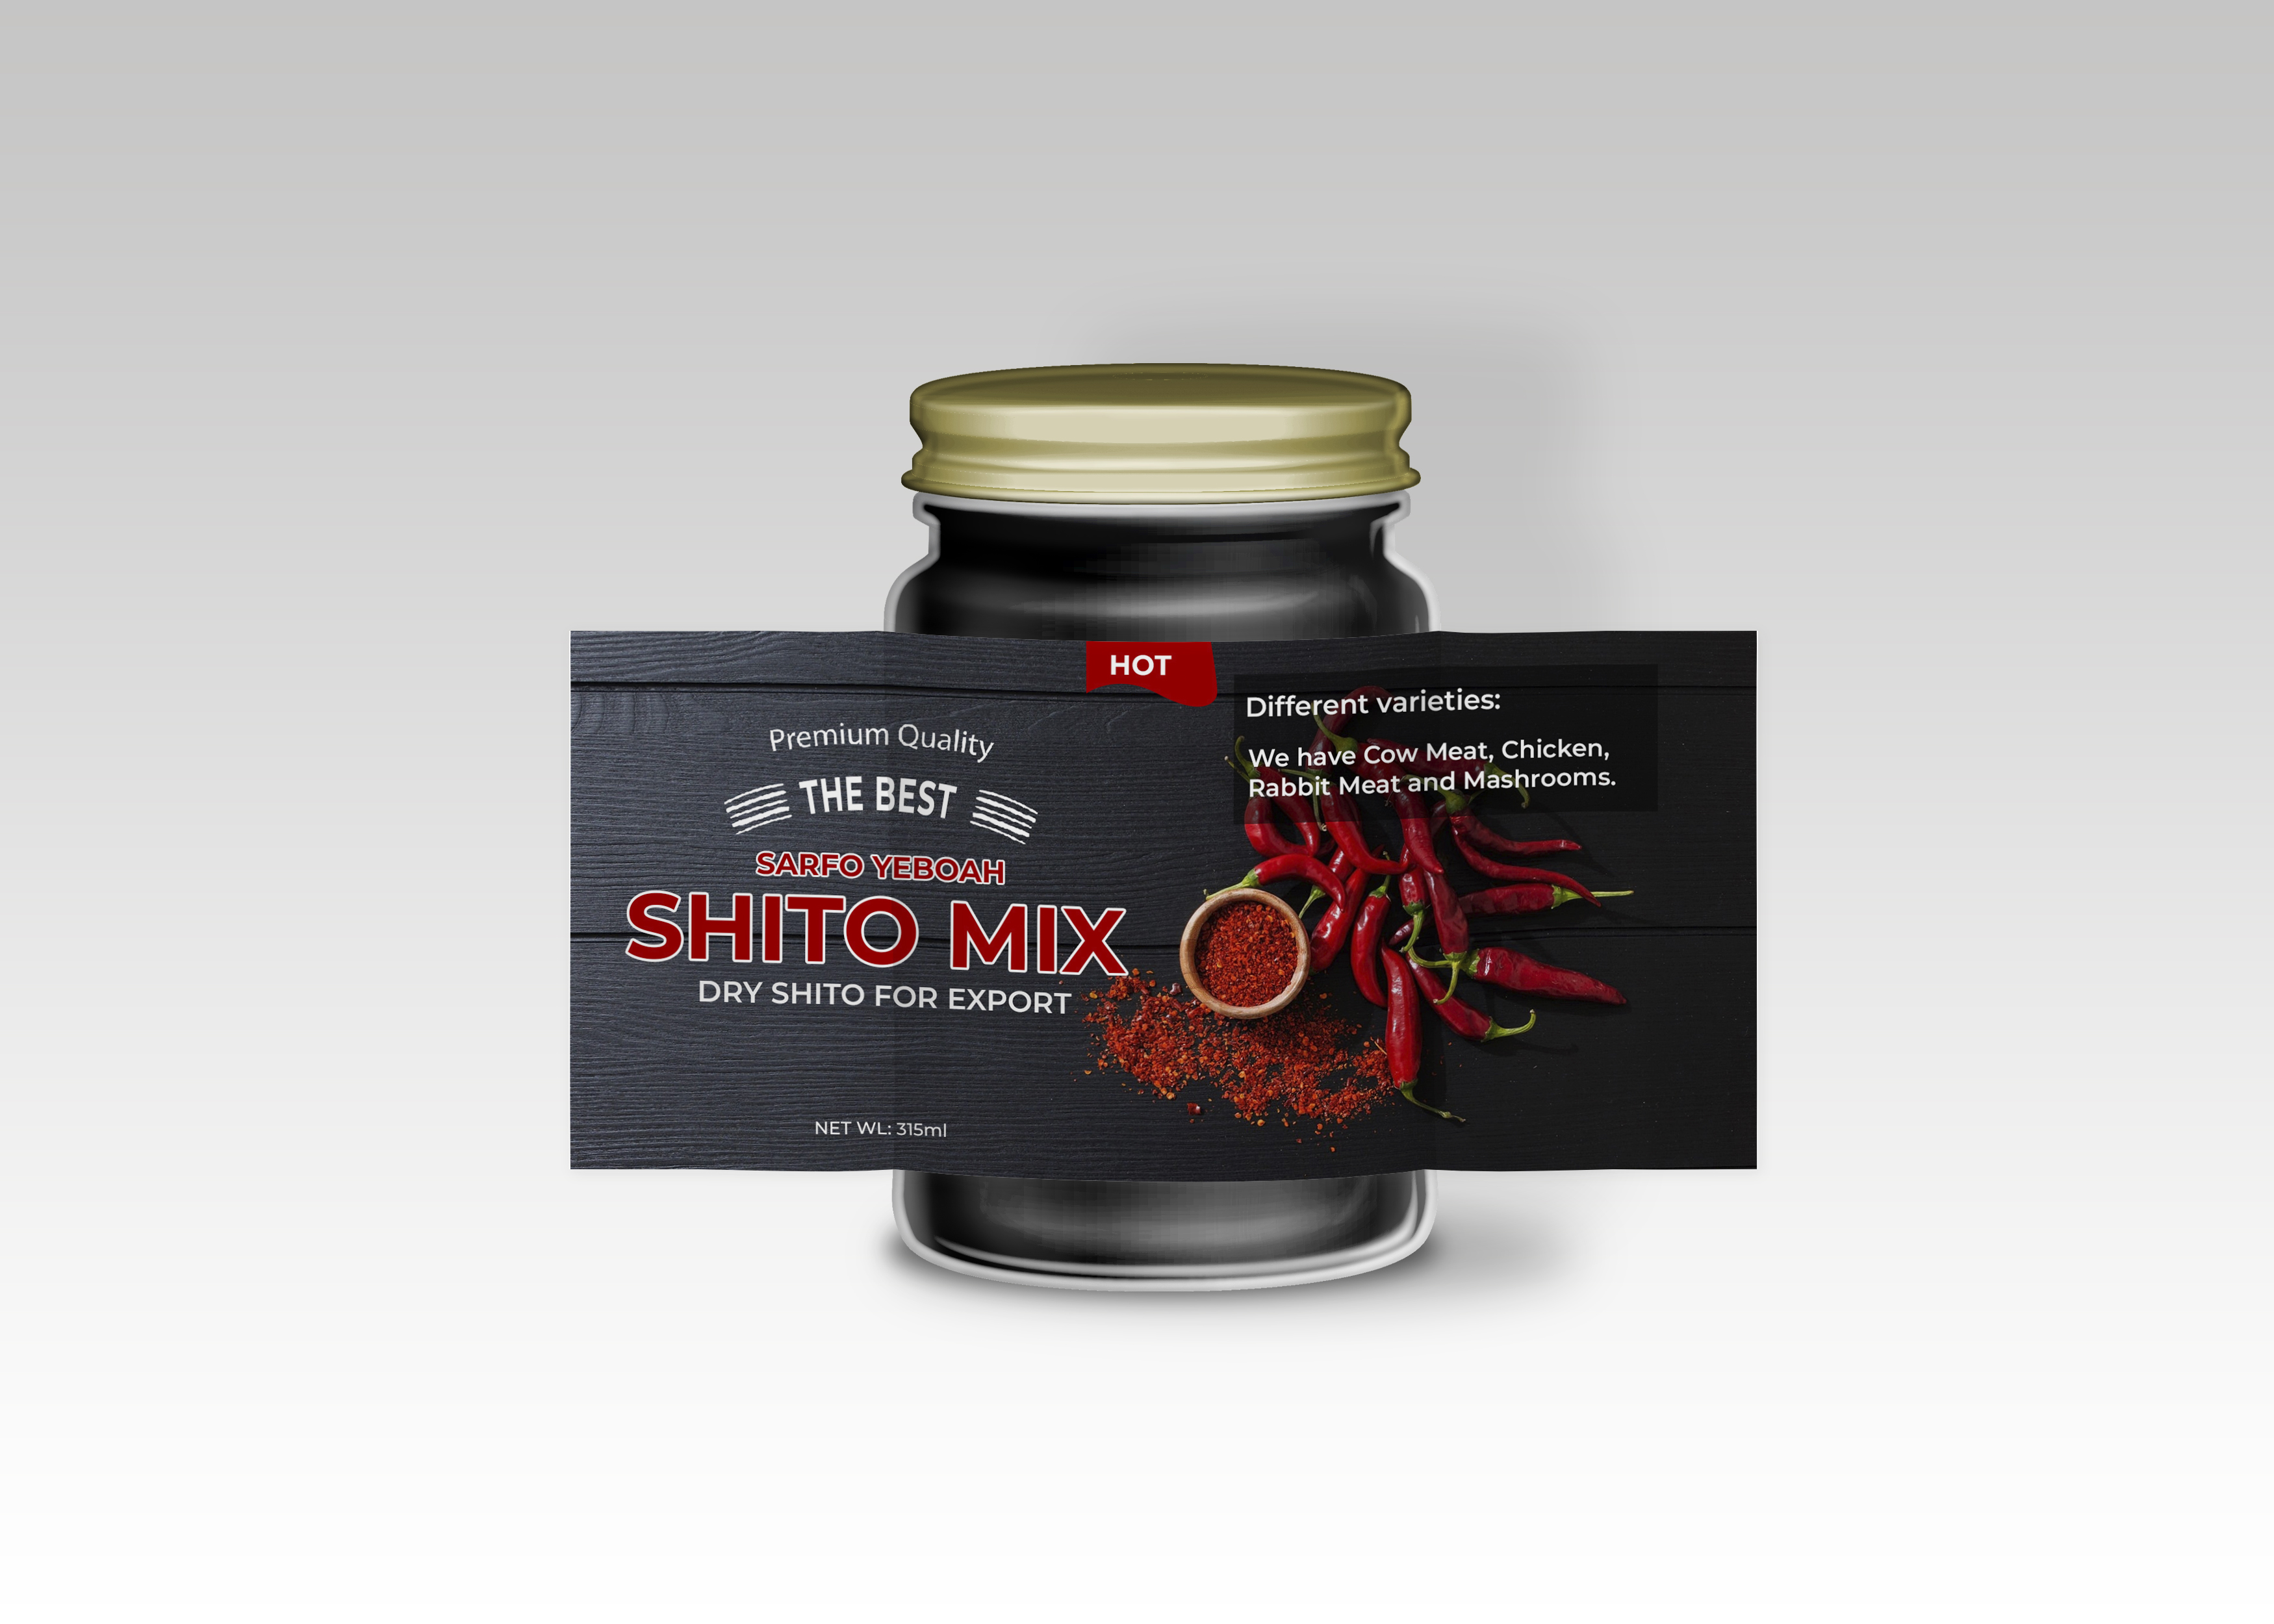 HOT
Premium Quality
THE BEST
SARFO YEBOAH
SHITO MIX
DRY SHITO FOR EXPORT
NET WL: 315ml
Different varieties:
We have Cow Meat, Chicken,
Rabbit Meat and Mashrooms.